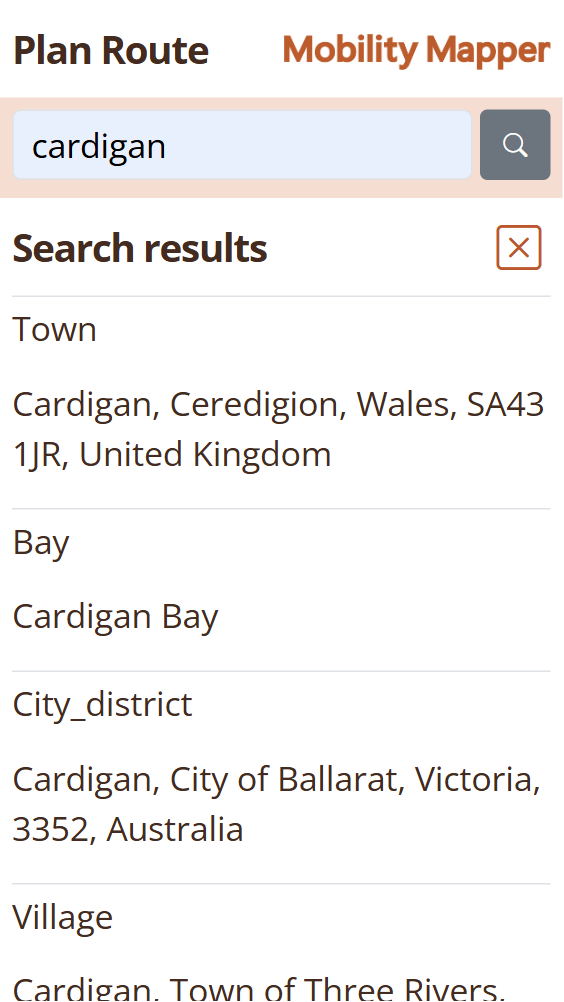 Plan Route
Mobility Mapper
cardigan
Search results
Town
Cardigan, Ceredigion, Wales, SA43
1JR, United Kingdom
Bay
Cardigan Bay
City_district
Cardigan, City of Ballarat, Victoria,
3352, Australia
Village
Cardigan, Town of Three Rivers,